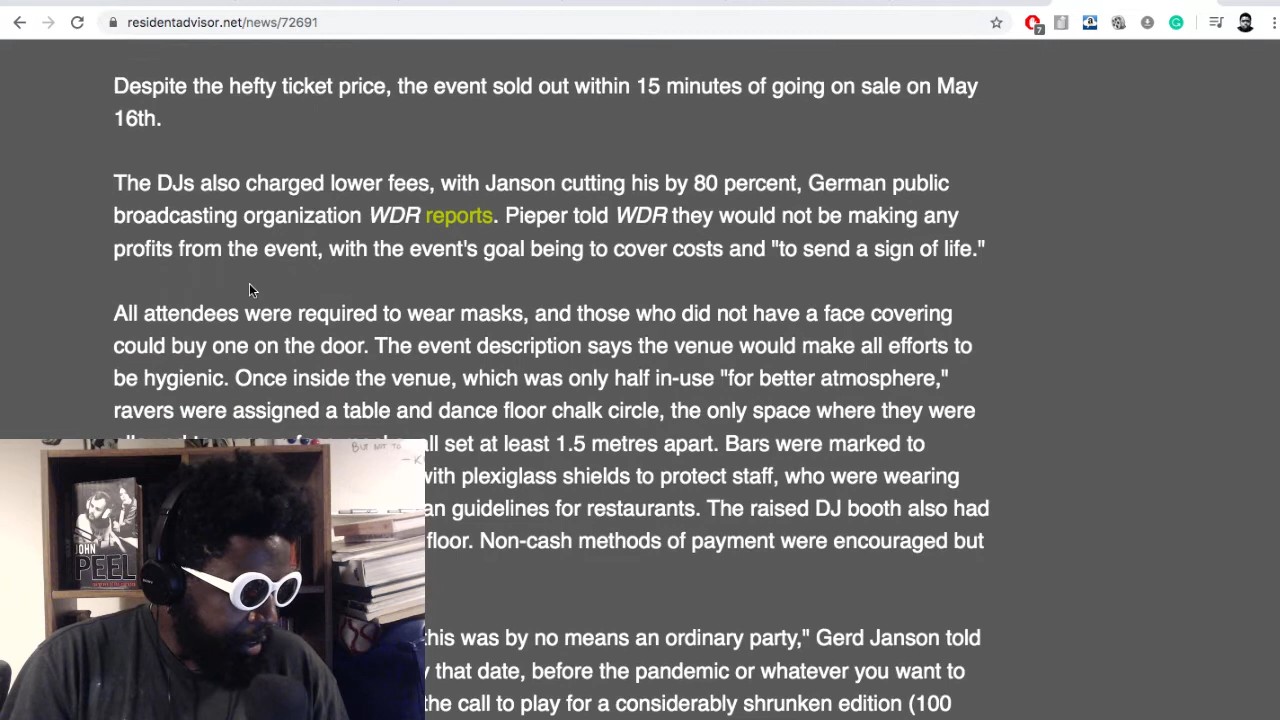 residentadvisor.net/news/72691
7
Despite the hefty ticket price, the event sold out within 15 minutes of going on sale on May
16th.
The DJs also charged lower fees, with Janson cutting his by 80 percent, German public
broadcasting organization WDR reports. Pieper told WDR they would not be making any
profits from the event, with the event's goal being to cover costs and "to send a sign of life."
All attendees were required to wear masks, and those who did not have a face covering
could buy one on the door. The event description says the venue would make all efforts to
be hygienic. Once inside the venue, which was only half in-use "for better atmosphere,"
ravers were assigned a table and dance floor chalk circle, the only space where they were
all set at least 1.5 metres apart. Bars were marked to
with plexiglass shields to protect staff, who were wearing
an guidelines for restaurants. The raised DJ booth also had
floor. Non-cash methods of payment were encouraged but
this was by no means an ordinary party," Gerd Janson told
that date, before the pandemic or whatever you want to
the call to play for a considerably shrunken edition (100
BUT NOT TO
JOHN
PEEL
SONY